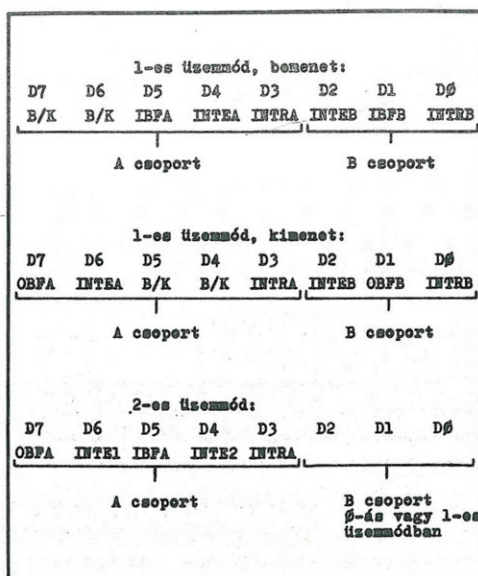 1-es üzemmód, bemenet:
D7 D6 D5 D4 D3 D2 D1 DØ
B/K B/K IBFA INTEA INTRA INTEB IBFB INTRB
A csoport B csoport
1-es üzemmód, kimenet:
D7 D6 D5 D4 D3 D2 D1 DØ
OBFA INTEA B/K B/K INTRA INTEB OBFB INTRB
A csoport B csoport
2-es üzemmód:
D7 D6 D5 D4 D3 D2 D1 DØ
OBFA INTE1 IBFA INTE2 INTRA
A csoport B csoport
Ø-ás vagy 1-es
üzemmódban